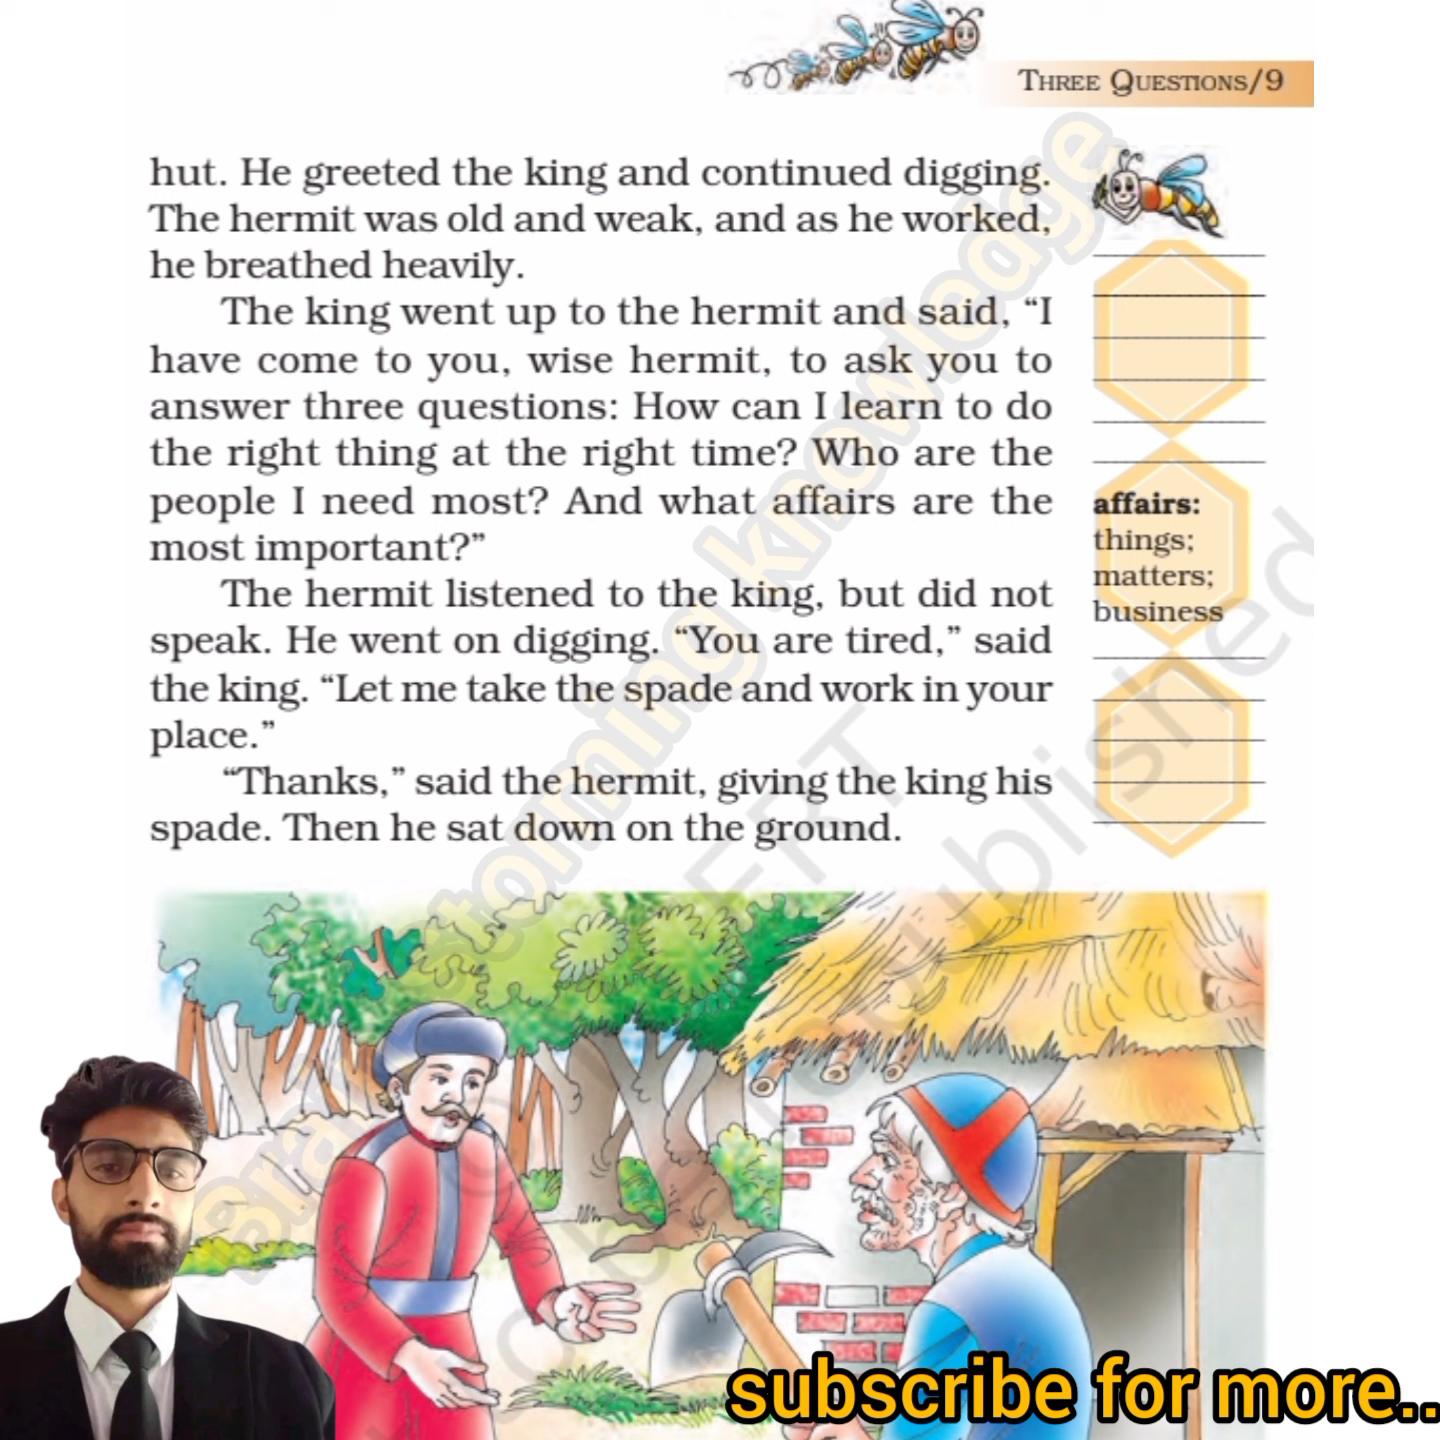 THREE QUESTIONS/9
hut. He greeted the king and continued digging.
The hermit was old and weak, and as he worked,
he breathed heavily.
The king went up to the hermit and said, “I
have come to you, wise hermit, to ask you to
answer three questions: How can I learn to do
the right thing at the right time? Who are the
people I need most? And what affairs are the
most important?”
The hermit listened to the king, but did not
speak. He went on digging. “You are tired,” said
the king. “Let me take the spade and work in your
place.”
“Thanks,” said the hermit, giving the king his
spade. Then he sat down on the ground.
affairs:
things;
matters;
business
knowledge
published
subscribe for more..